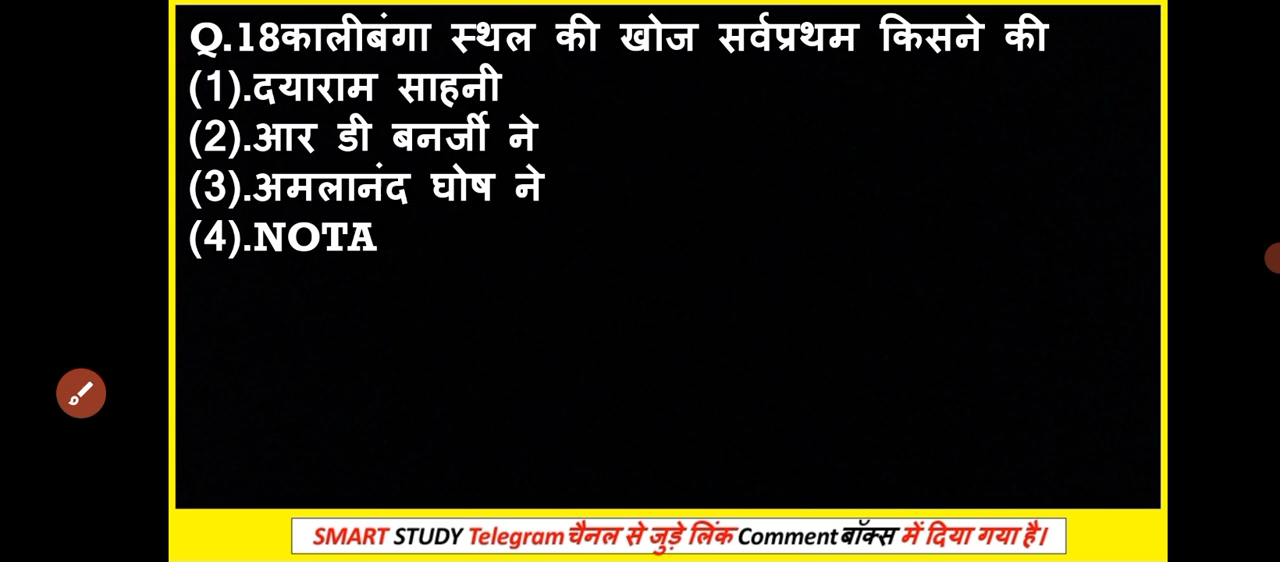 Q.18कालीबंगा स्थल की खोज सर्वप्रथम किसने की
(1).दयाराम साहनी
(2).आर डी बनर्जी ने
(3).अमलानंद घोष ने
(4).NOTA
SMART STUDY Telegram चैनल से जुड़े लिंक Comment बॉक्स में दिया गया है।